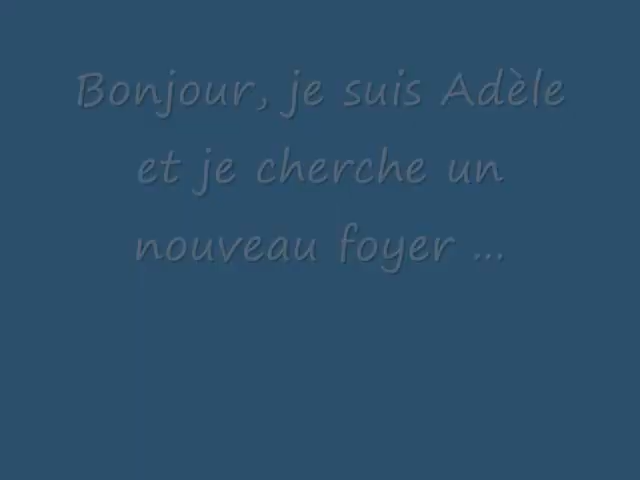 Bonjour, je suis Adèle
et je cherche un
nouveau foyer ...